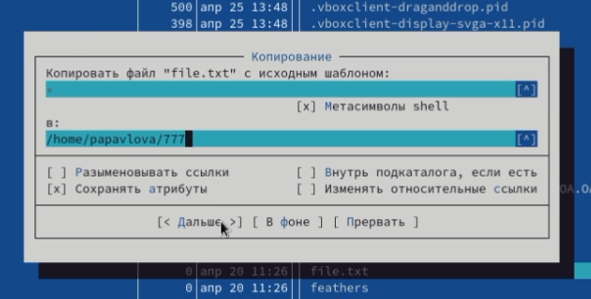 500 апр 25 13:48 .vboxclient-draganddrop.pid
398 апр 25 13:48 .vboxclient-display-svga-x11.pid
Копирование
Копировать файл "file.txt" с исходным шаблоном:
* [^]
[x] Метасимволы shell
в:
/home/papavlova/777 [^]
[ ] Разыменовывать ссылки [ ] Внутрь подкаталога, если есть
[x] Сохранять атрибуты [ ] Изменять относительные ссылки
[< Дальше >] [ В фоне ] [ Прервать ]
0 апр 20 11:26 file.txt
0 апр 20 11:26 feathers